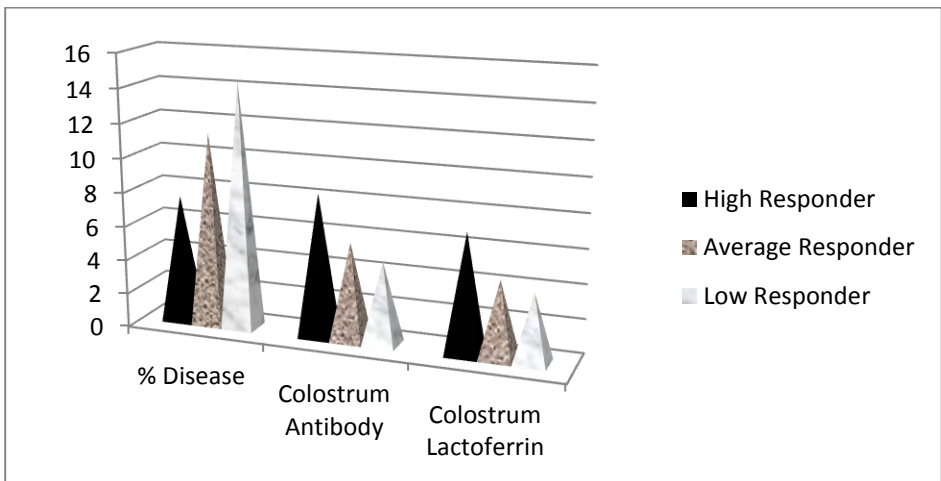 16
14
12
10
8
6
4
2
0
% Disease
Colostrum
Antibody
Colostrum
Lactoferrin
High Responder
Average Responder
Low Responder